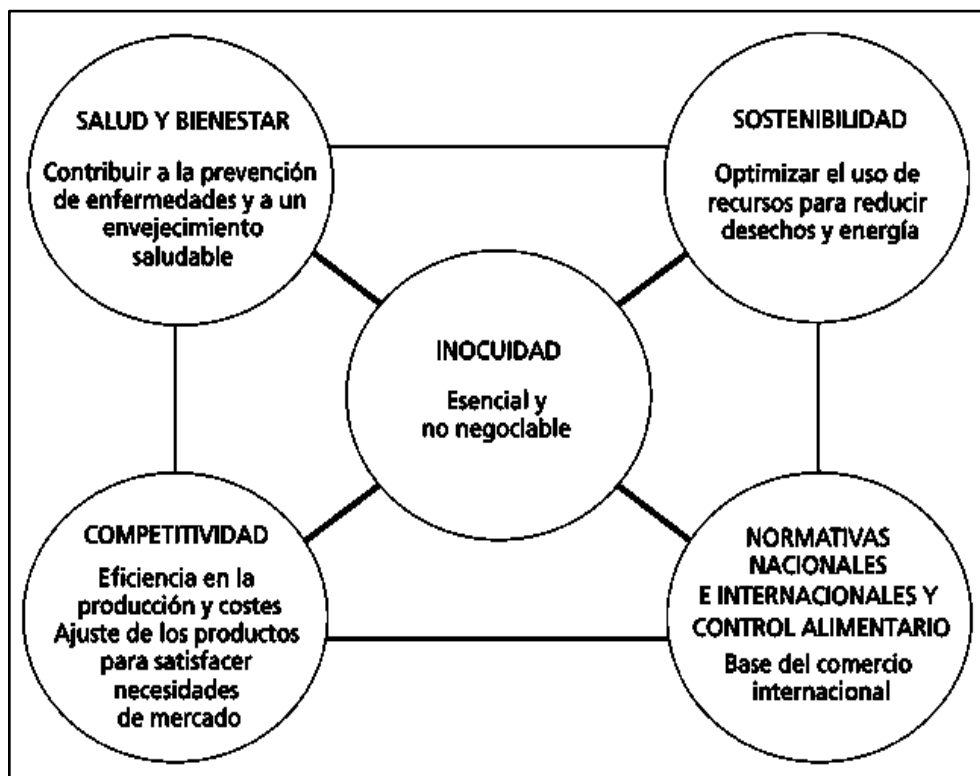 SALUD Y BIENESTAR
Contribuir a la prevención
de enfermedades y a un
envejecimiento
saludable
SOSTENIBILIDAD
Optimizar el uso de
recursos para reducir
desechos y energía
INOCUIDAD
Esencial y
no negociable
COMPETITIVIDAD
Eficiencia en la
producción y costes
Ajuste de los productos
para satisfacer
necesidades
de mercado
NORMATIVAS
NACIONALES
E INTERNACIONALES Y
CONTROL ALIMENTARIO
Base del comercio
internacional